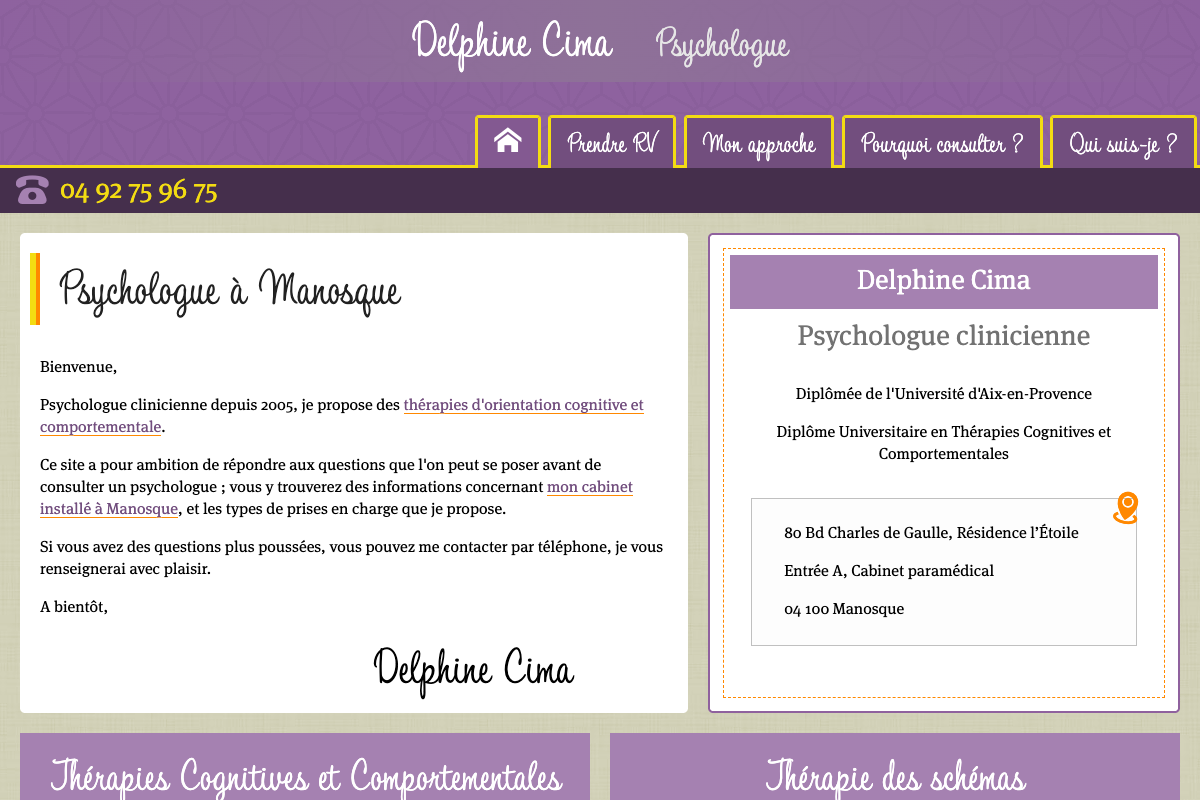 Delphine Cima Psychologue
Prendre RV Mon approche Pourquoi consulter ? Qui suis-je ?
04 92 75 96 75
Psychologue à Manosque
Bienvenue,
Psychologue clinicienne depuis 2005, je propose des thérapies d'orientation cognitive et
comportementale.
Ce site a pour ambition de répondre aux questions que l'on peut se poser avant de
consulter un psychologue ; vous y trouverez des informations concernant mon cabinet
installé à Manosque, et les types de prises en charge que je propose.
Si vous avez des questions plus poussées, vous pouvez me contacter par téléphone, je vous
renseignerai avec plaisir.
A bientôt,
Delphine Cima
Delphine Cima
Psychologue clinicienne
Diplômée de l'Université d'Aix-en-Provence
Diplôme Universitaire en Thérapies Cognitives et
Comportementales
80 Bd Charles de Gaulle, Résidence l’Étoile
Entrée A, Cabinet paramédical
04 100 Manosque
Thérapies Cognitives et Comportementales
Thérapie des schémas